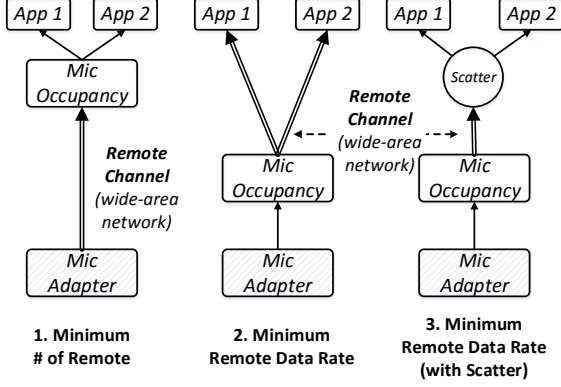 App 1
App 2
Mic
Occupancy
Remote
Channel
(wide-area
network)
Mic
Adapter
1. Minimum
# of Remote
App 1
App 2
Remote
Channel
(wide-area
network)
Mic
Occupancy
Mic
Adapter
2. Minimum
Remote Data Rate
App 1
App 2
Scatter
Mic
Occupancy
Mic
Adapter
3. Minimum
Remote Data Rate
(with Scatter)